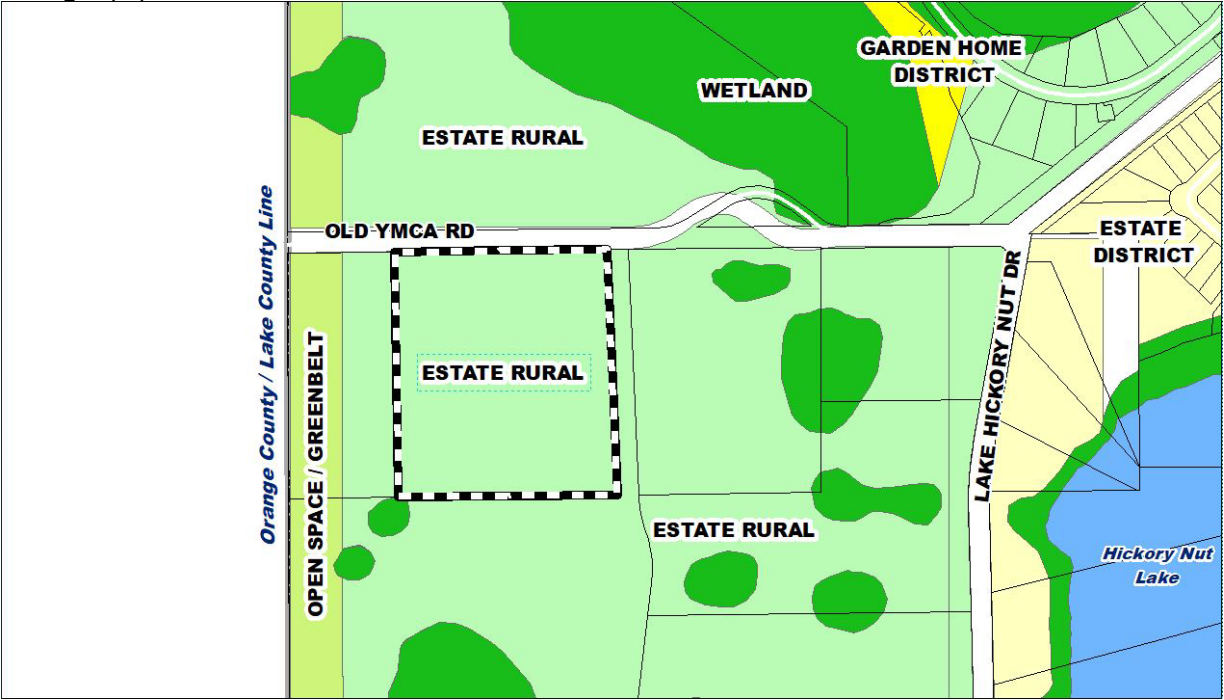 GARDEN HOME
DISTRICT
WETLAND
ESTATE RURAL
OLD YMCA RD
ESTATE
DISTRICT
Orange County / Lake County Line
OPEN SPACE / GREENBELT
ESTATE RURAL
LAKE HICKORY NUT DR
ESTATE RURAL
Hickory Nut
Lake